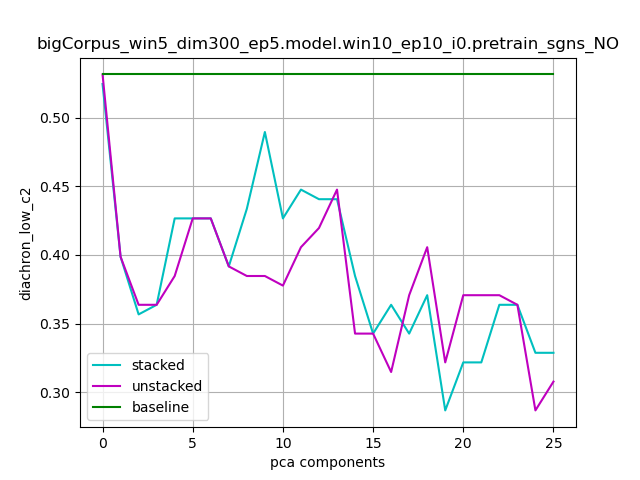 bigCorpus_win5_dim300_ep5.model.win10_ep10_i0.pretrain_sgns_NO
diachron_low_c2
0.50
0.45
0.40
0.35
0.30
stacked
unstacked
baseline
0 5 10 15 20 25
pca components